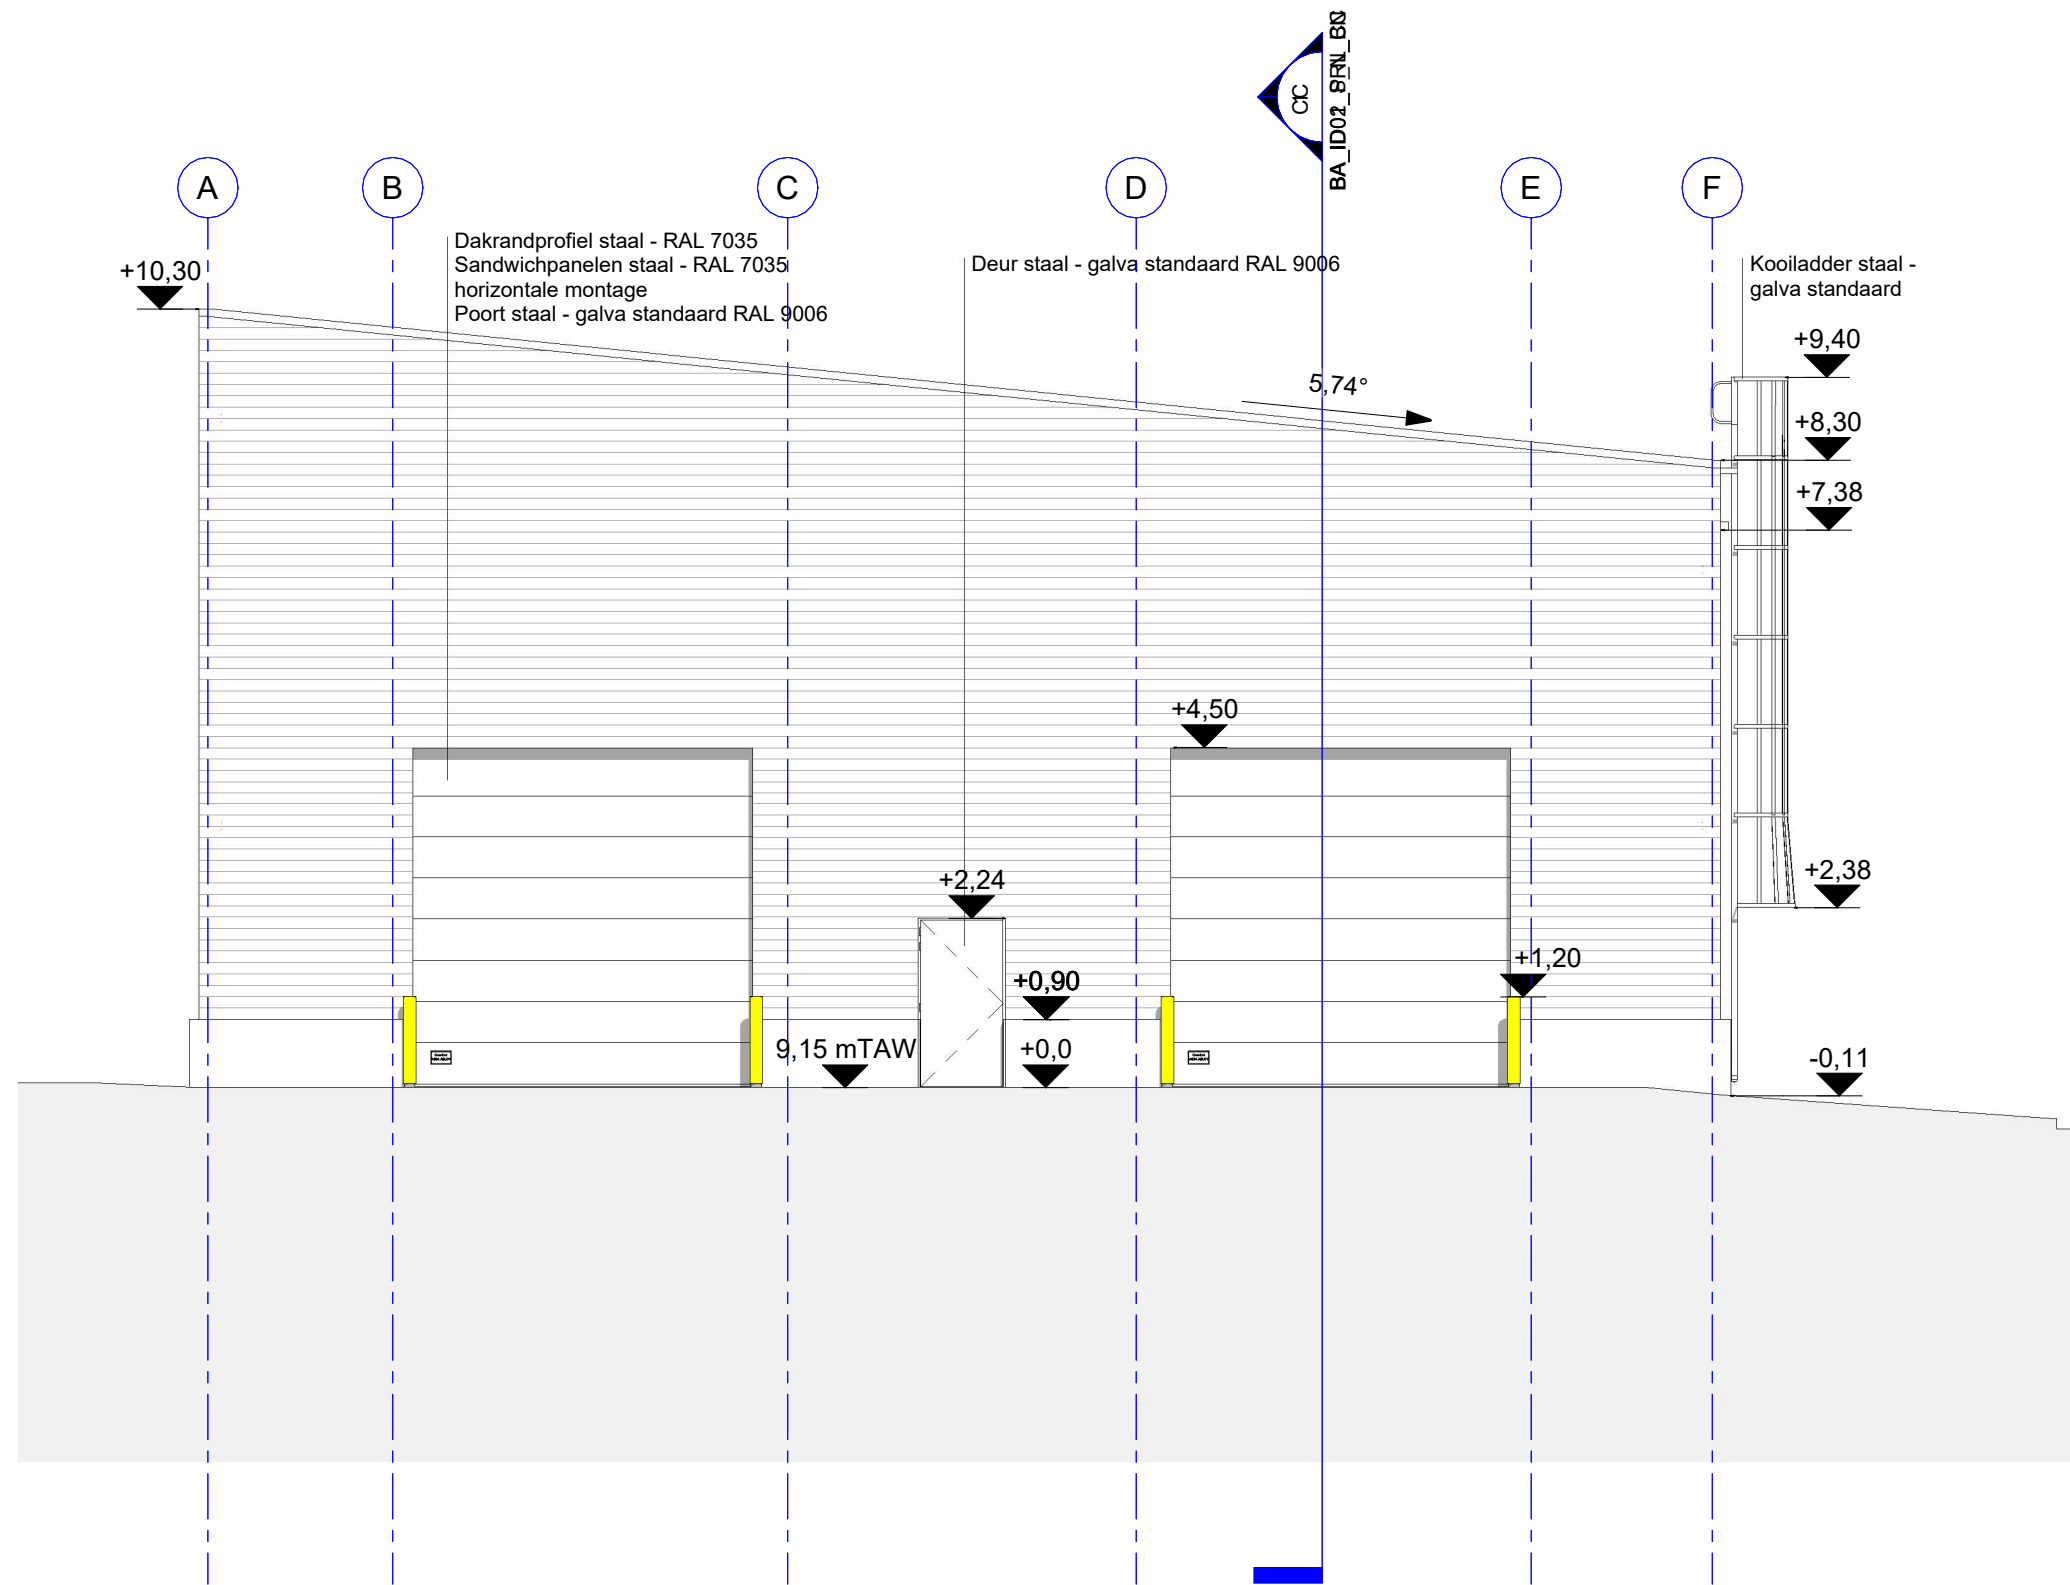 C1C
A
B
C
D
E
F
Dakrandprofiel staal - RAL 7035
Sandwichpanelen staal - RAL 7035
horizontale montage
Poort staal - galva standaard RAL 9006
Deur staal - galva standaard RAL 9006
Kooiladder staal -
galva standaard
+10,30
+9,40
5,74°
+8,30
+7,38
+4,50
+2,24
+2,38
+1,20
+0,90
9,15 mTAW
+0,0
-0,11